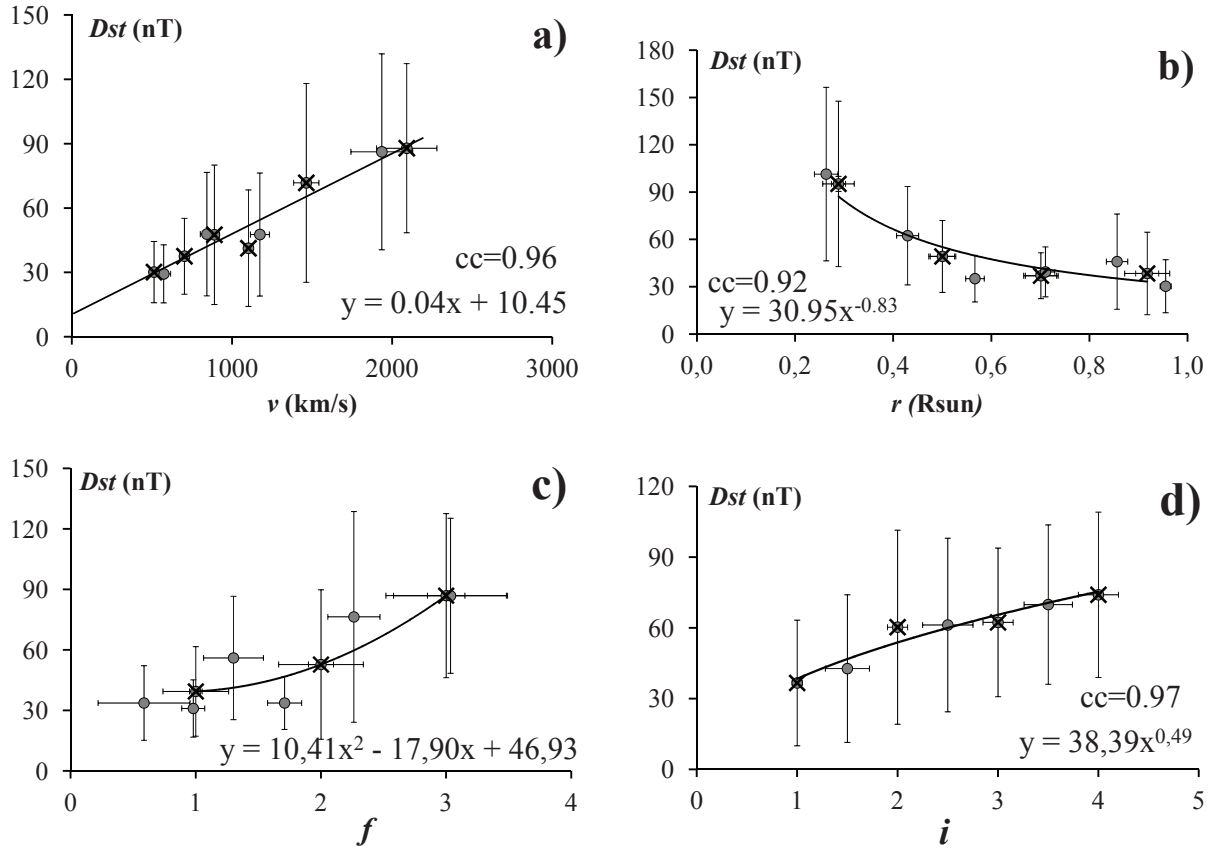 Dst (nT)
a)
150
120
90
60
30
0
cc=0.96
y = 0.04x + 10.45
0
1000
2000
3000
v (km/s)
Dst (nT)
b)
180
150
120
90
60
30
0
cc=0.92
y = 30.95x^-0.83
0,0
0,2
0,4
0,6
0,8
1,0
r (Rsun)
Dst (nT)
c)
150
120
90
60
30
0
y = 10,41x² - 17,90x + 46,93
0
1
2
3
4
f
Dst (nT)
d)
120
90
60
30
0
cc=0.97
y = 38,39x^0,49
0
1
2
3
4
5
i